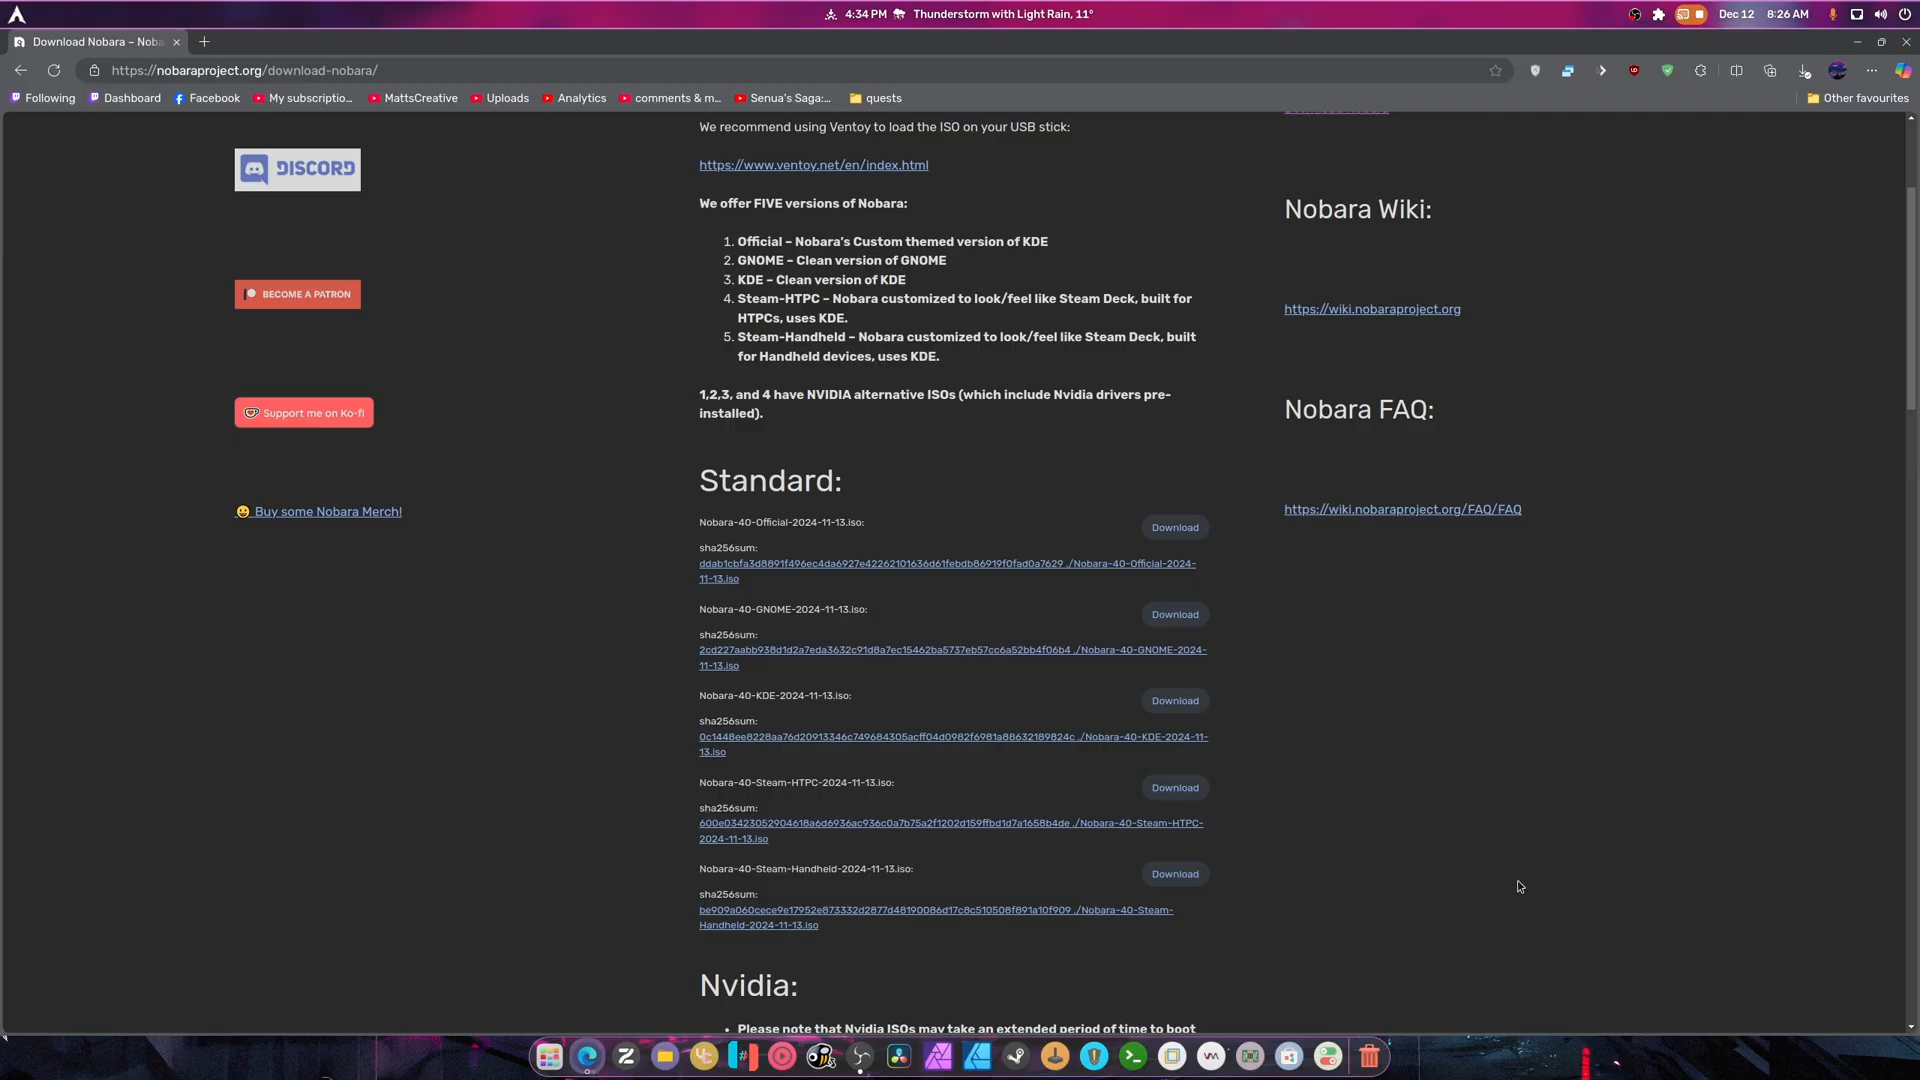 4:34 PM Thunderstorm with Light Rain, 11°
Dec 12 8:26 AM
Download Nobara – Noba
https://nobaraproject.org/download-nobara/
Following
Dashboard
Facebook
My subscriptio...
MattsCreative
Uploads
Analytics
comments & m...
Senua's Saga:...
quests
Other favourites
DISCORD
BECOME A PATRON
Support me on Ko-fi
Buy some Nobara Merch!
We recommend using Ventoy to load the ISO on your USB stick:
https://www.ventoy.net/en/index.html
We offer FIVE versions of Nobara:
1. Official – Nobara's Custom themed version of KDE
2. GNOME – Clean version of GNOME
3. KDE – Clean version of KDE
4. Steam-HTPC – Nobara customized to look/feel like Steam Deck, built for
HTPCs, uses KDE.
5. Steam-Handheld – Nobara customized to look/feel like Steam Deck, built
for Handheld devices, uses KDE.
1,2,3, and 4 have NVIDIA alternative ISOs (which include Nvidia drivers pre-
installed).
Standard:
Nobara-40-Official-2024-11-13.iso:
Download
sha256sum:
ddab1cbfa3d8891f496ec4da6927e42262101636d61febdb86919f0fad0a7629 ./Nobara-40-Official-2024-
11-13.iso
Nobara-40-GNOME-2024-11-13.iso:
Download
sha256sum:
2cd227aabb938d1d2a7eda3632c91d8a7ec15462ba5737eb57cc6a52bb4f06b4 ./Nobara-40-GNOME-2024-
11-13.iso
Nobara-40-KDE-2024-11-13.iso:
Download
sha256sum:
0c1448ee8228aa76d20913346c749684305acff04d0982f6981a88632189824c ./Nobara-40-KDE-2024-11-
13.iso
Nobara-40-Steam-HTPC-2024-11-13.iso:
Download
sha256sum:
600e03423052904618a6d6936ac936c0a7b75a2f1202d159ffbd1d7a1658b4de ./Nobara-40-Steam-HTPC-
2024-11-13.iso
Nobara-40-Steam-Handheld-2024-11-13.iso:
Download
sha256sum:
be909a060cece9e17952e873332d2877d48190086d17c8c510508f891a10f909 ./Nobara-40-Steam-
Handheld-2024-11-13.iso
Nvidia:
• Please note that Nvidia ISOs may take an extended period of time to boot
Nobara Wiki:
https://wiki.nobaraproject.org
Nobara FAQ:
https://wiki.nobaraproject.org/FAQ/FAQ